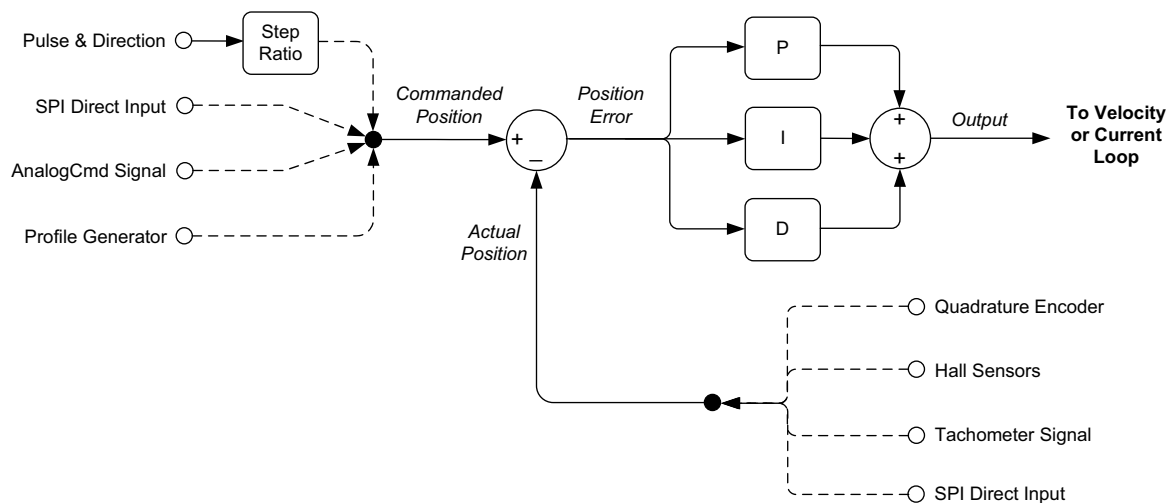 Pulse & Direction
Step
Ratio
SPI Direct Input
AnalogCmd Signal
Profile Generator
Commanded
Position
+
–
Actual
Position
Position
Error
P
I
D
+
+
Output
To Velocity
or Current
Loop
Quadrature Encoder
Hall Sensors
Tachometer Signal
SPI Direct Input